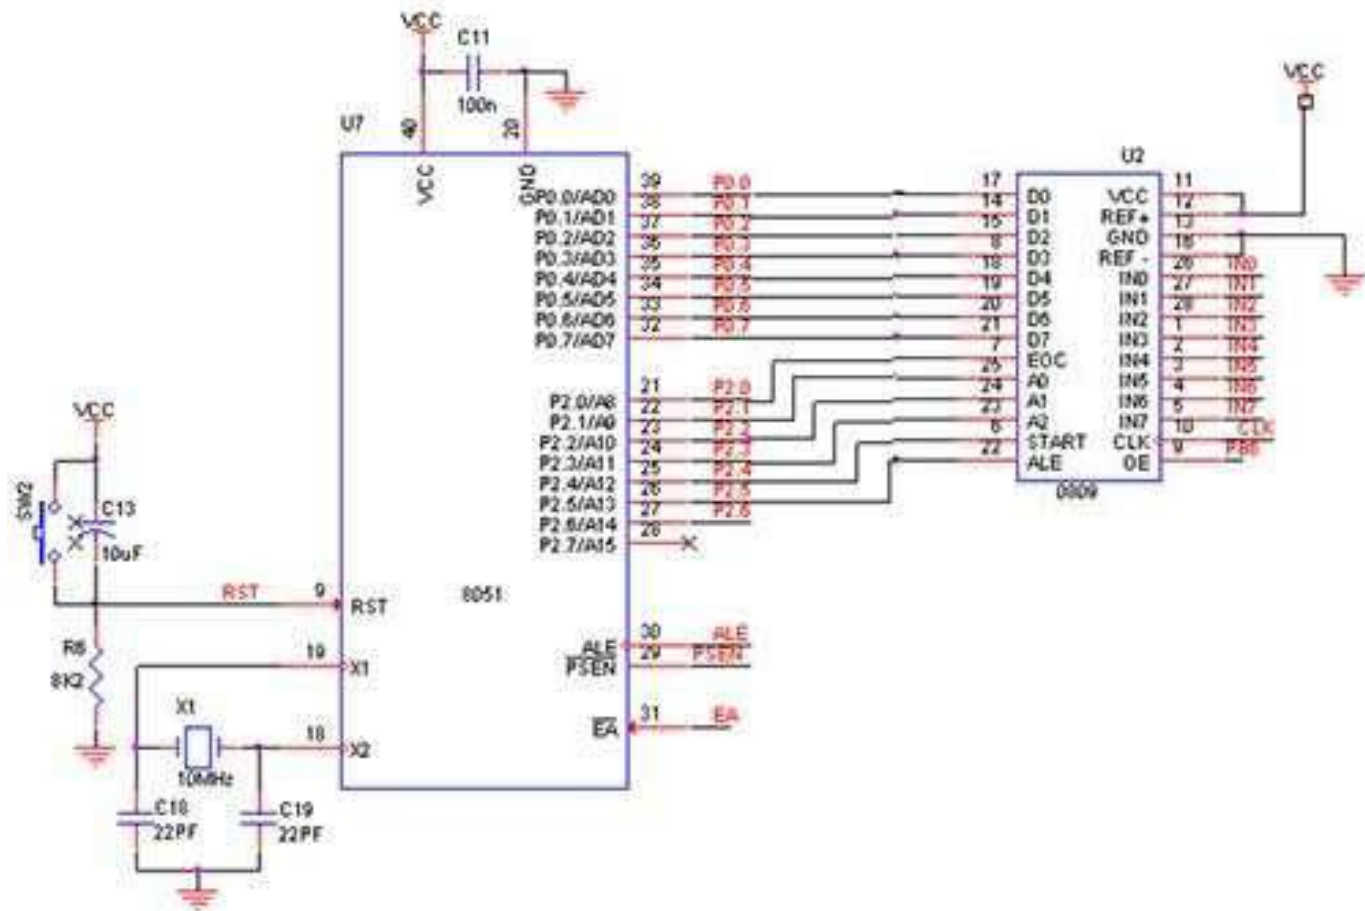 VCC
C11
100n
40
20
U7
VCC
GND
VCC
U2
P0.0/AD0 39 P0.0
P0.1/AD1 38 P0.1
P0.2/AD2 37 P0.2
P0.3/AD3 36 P0.3
P0.4/AD4 35 P0.4
P0.5/AD5 34 P0.5
P0.6/AD6 33 P0.6
P0.7/AD7 32 P0.7
P2.0/A8 21 P2.0
P2.1/A9 22 P2.1
P2.2/A10 23 P2.2
P2.3/A11 24 P2.3
P2.4/A12 25 P2.4
P2.5/A13 26 P2.5
P2.6/A14 27 P2.6
P2.7/A15 28
ALE 30 ALE
PSEN 29 PSEN
EA 31 EA
8051
17 D0 VCC 11
14 D1 REF+ 12
15 D2 GND 13
8 D3 REF- 16
18 D4 IN0 26 IN0
19 D5 IN1 27 IN1
20 D6 IN2 28 IN2
21 D7 IN3 1 IN3
7 EOC IN4 2 IN4
25 A0 IN5 3 IN5
24 A1 IN6 4 IN6
23 A2 IN7 5 IN7
6 START CLK 10 CLK
22 ALE OE 9
0809
VCC
SW2
C13
10uF
RST 9 RST
R6
8K2
19 X1
X1
10MHz
18 X2
C18
22PF
C19
22PF